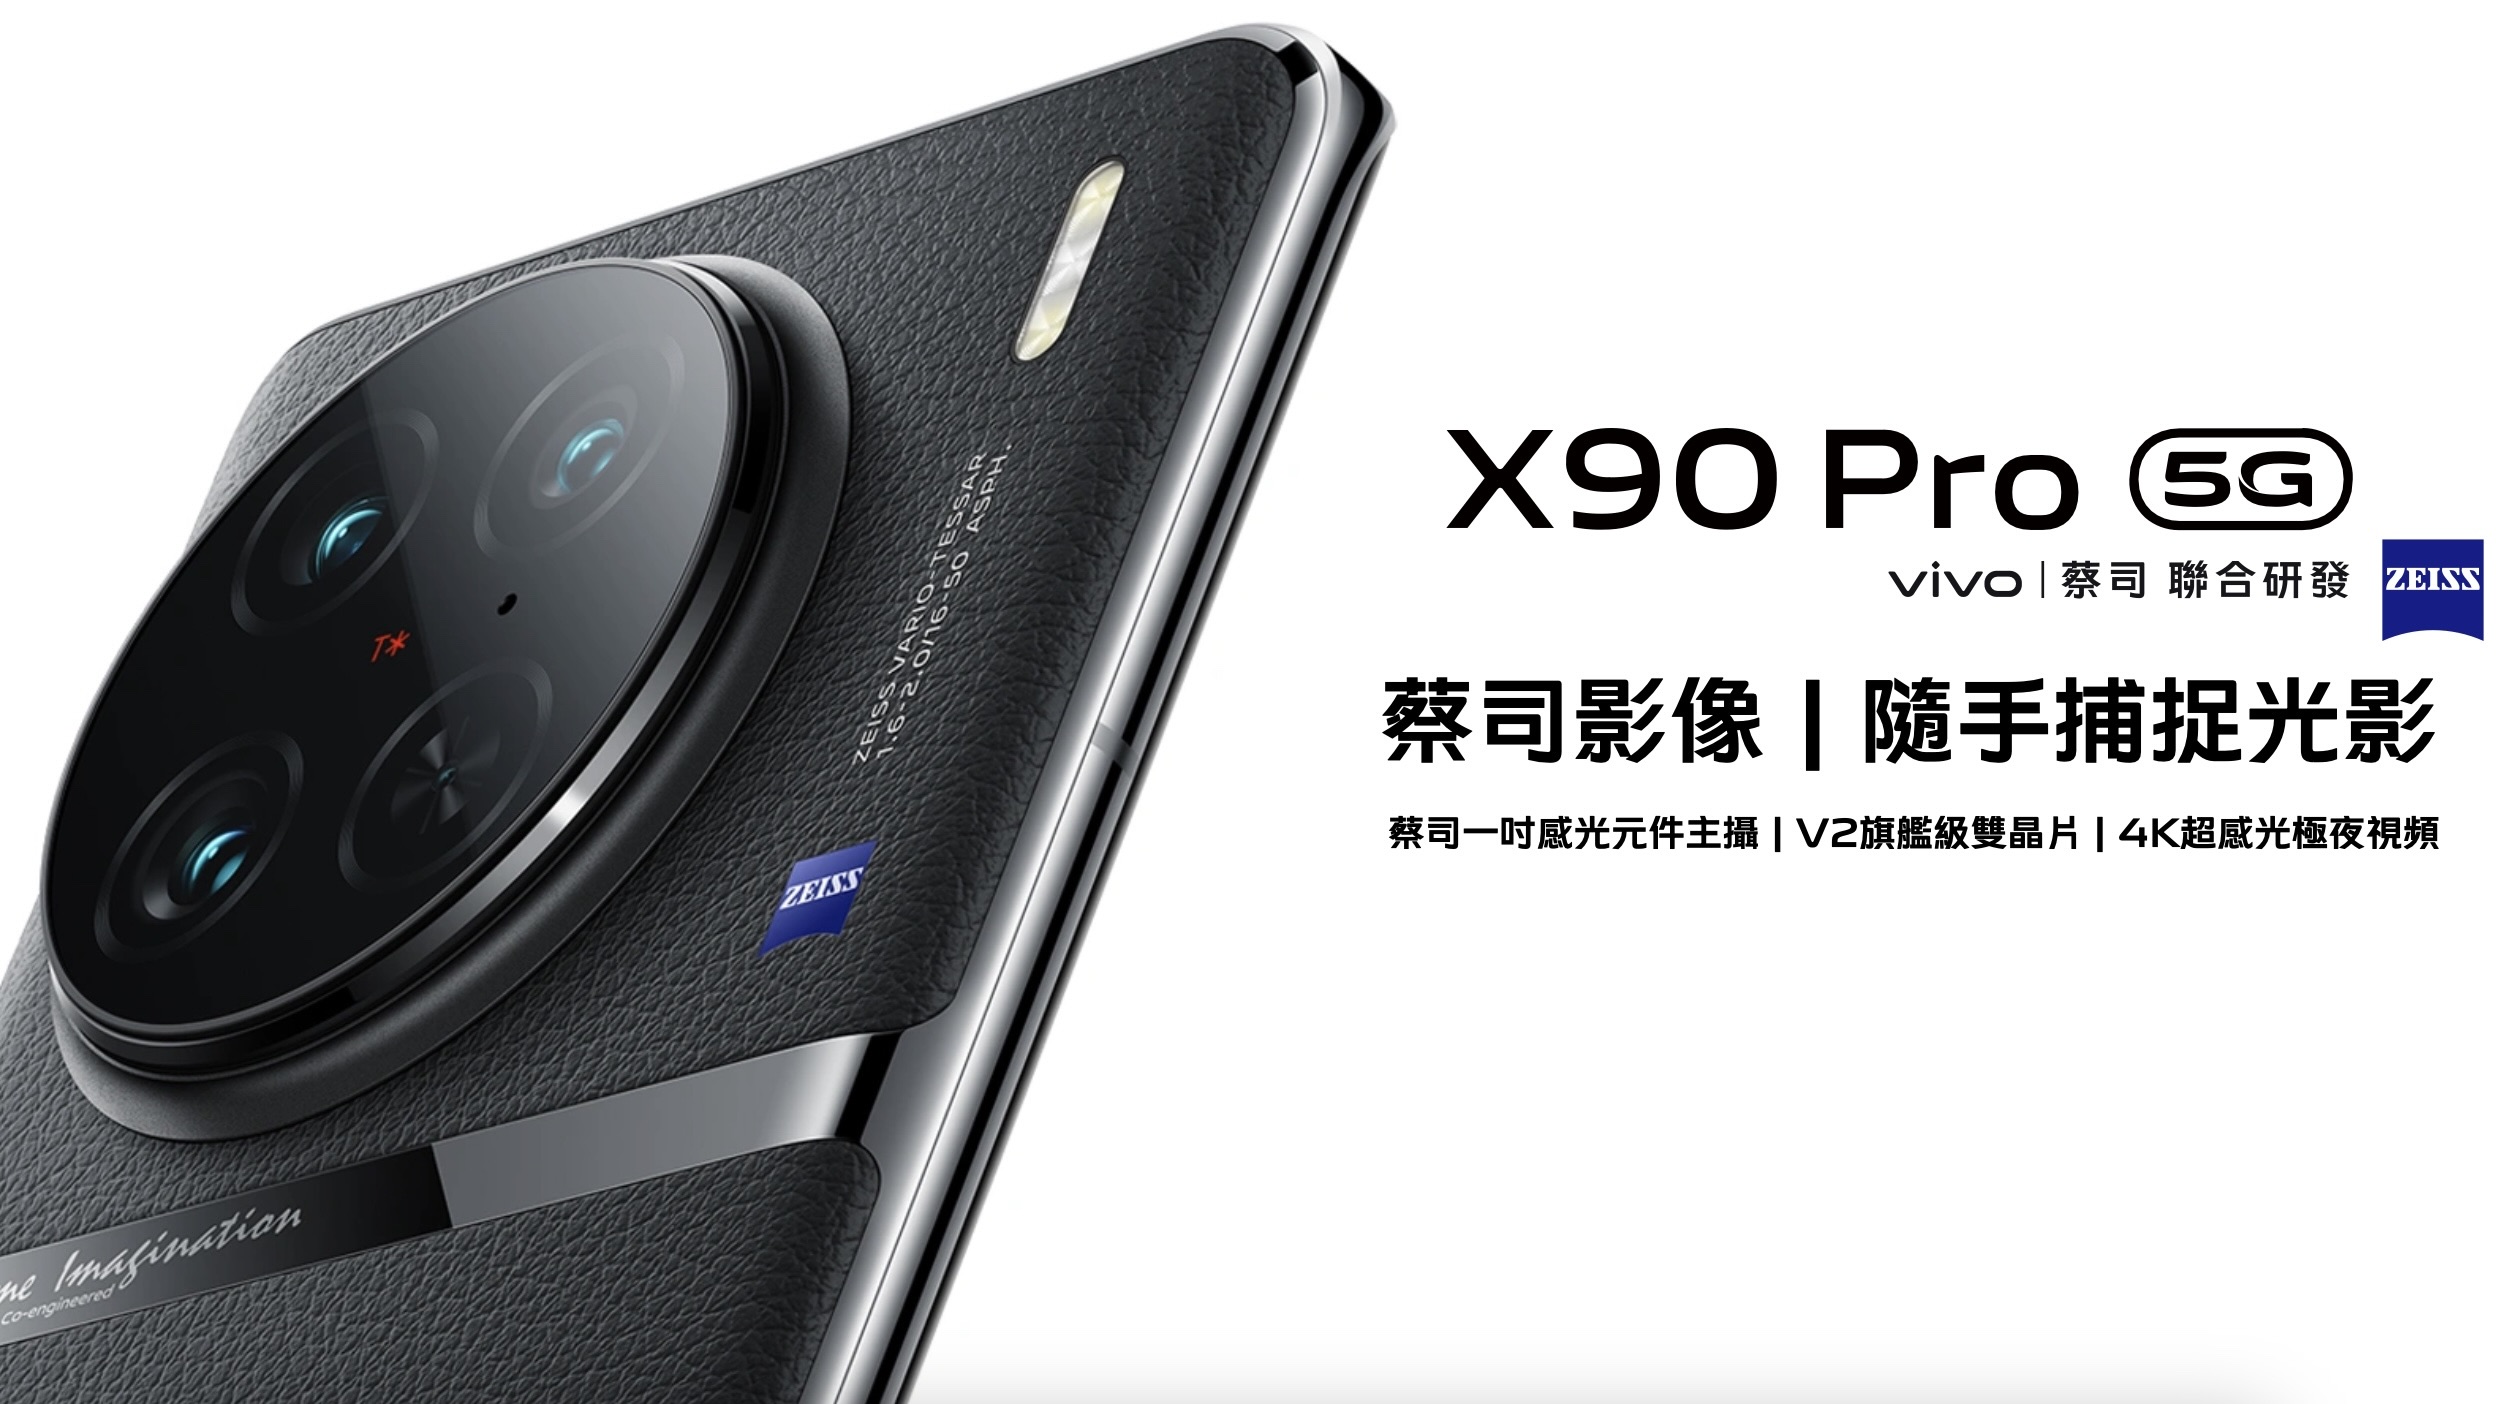 X90 Pro 5G
vivo | 蔡司 聯合研發
ZEISS
蔡司影像 | 隨手捕捉光影
蔡司一吋感光元件主攝 | V2旗艦級雙晶片 | 4K超感光極夜視頻
T*
ZEISS VARIO-TESSAR
1.6-2.0/16-50 ASPH.
ZEISS
Imagination
Co-engineered